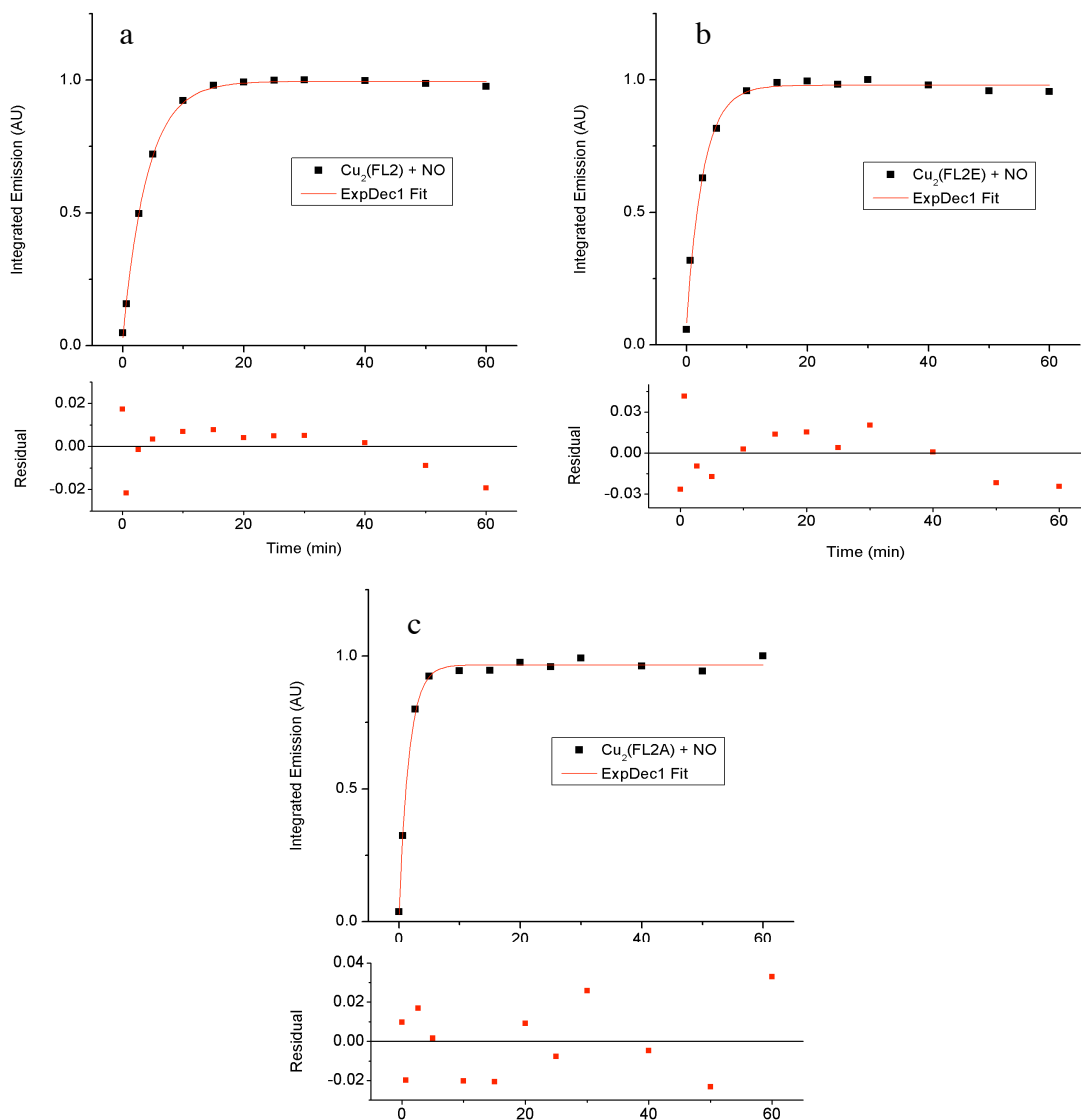 a
Integrated Emission (AU)
1.0
0.5
0.0
Cu2(FL2) + NO
ExpDec1 Fit
0 20 40 60
Residual
0.02
0.00
-0.02
0 20 40 60
Time (min)
b
Integrated Emission (AU)
1.0
0.5
0.0
Cu2(FL2E) + NO
ExpDec1 Fit
0 20 40 60
Residual
0.03
0.00
-0.03
0 20 40 60
Time (min)
c
Integrated Emission (AU)
1.0
0.5
0.0
Cu2(FL2A) + NO
ExpDec1 Fit
0 20 40 60
Residual
0.04
0.02
0.00
-0.02
0 20 40 60